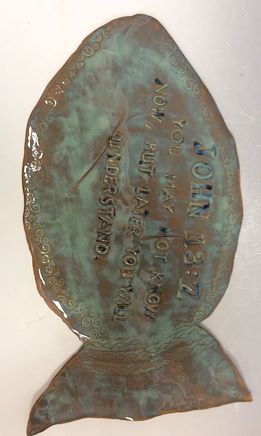 JOHN 13:7
YOU MAY NOT KNOW
NOW, BUT LATER YOU WILL
UNDERSTAND.